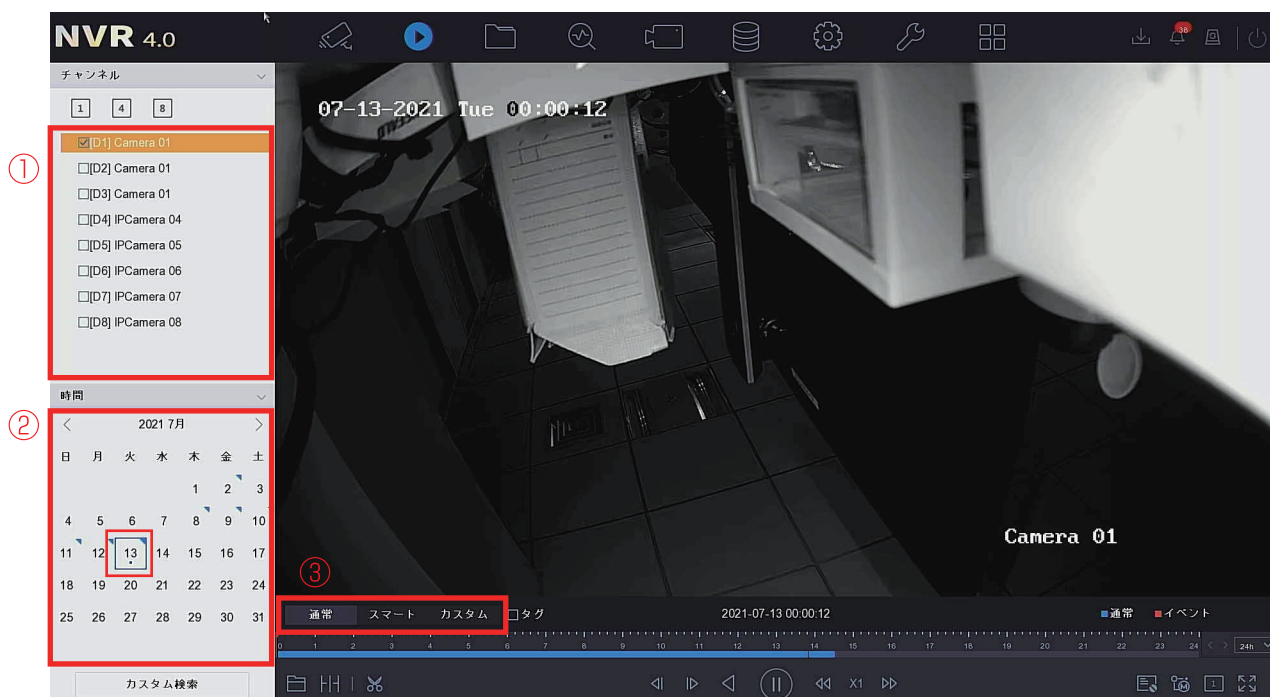 NVR 4.0
38
チャンネル
1 4 8
①
[D1] Camera 01
[D2] Camera 01
[D3] Camera 01
[D4] IPCamera 04
[D5] IPCamera 05
[D6] IPCamera 06
[D7] IPCamera 07
[D8] IPCamera 08
時間
②
2021 7月
日 月 火 水 木 金 土
1 2 3
4 5 6 7 8 9 10
11 12 13 14 15 16 17
18 19 20 21 22 23 24
25 26 27 28 29 30 31
カスタム検索
07-13-2021 Tue 00:00:12
Camera 01
③
通常 スマート カスタム タグ 2021-07-13 00:00:12 通常 イベント
0 1 2 3 4 5 6 7 8 9 10 11 12 13 14 15 16 17 18 19 20 21 22 23 24 24h
X1 1